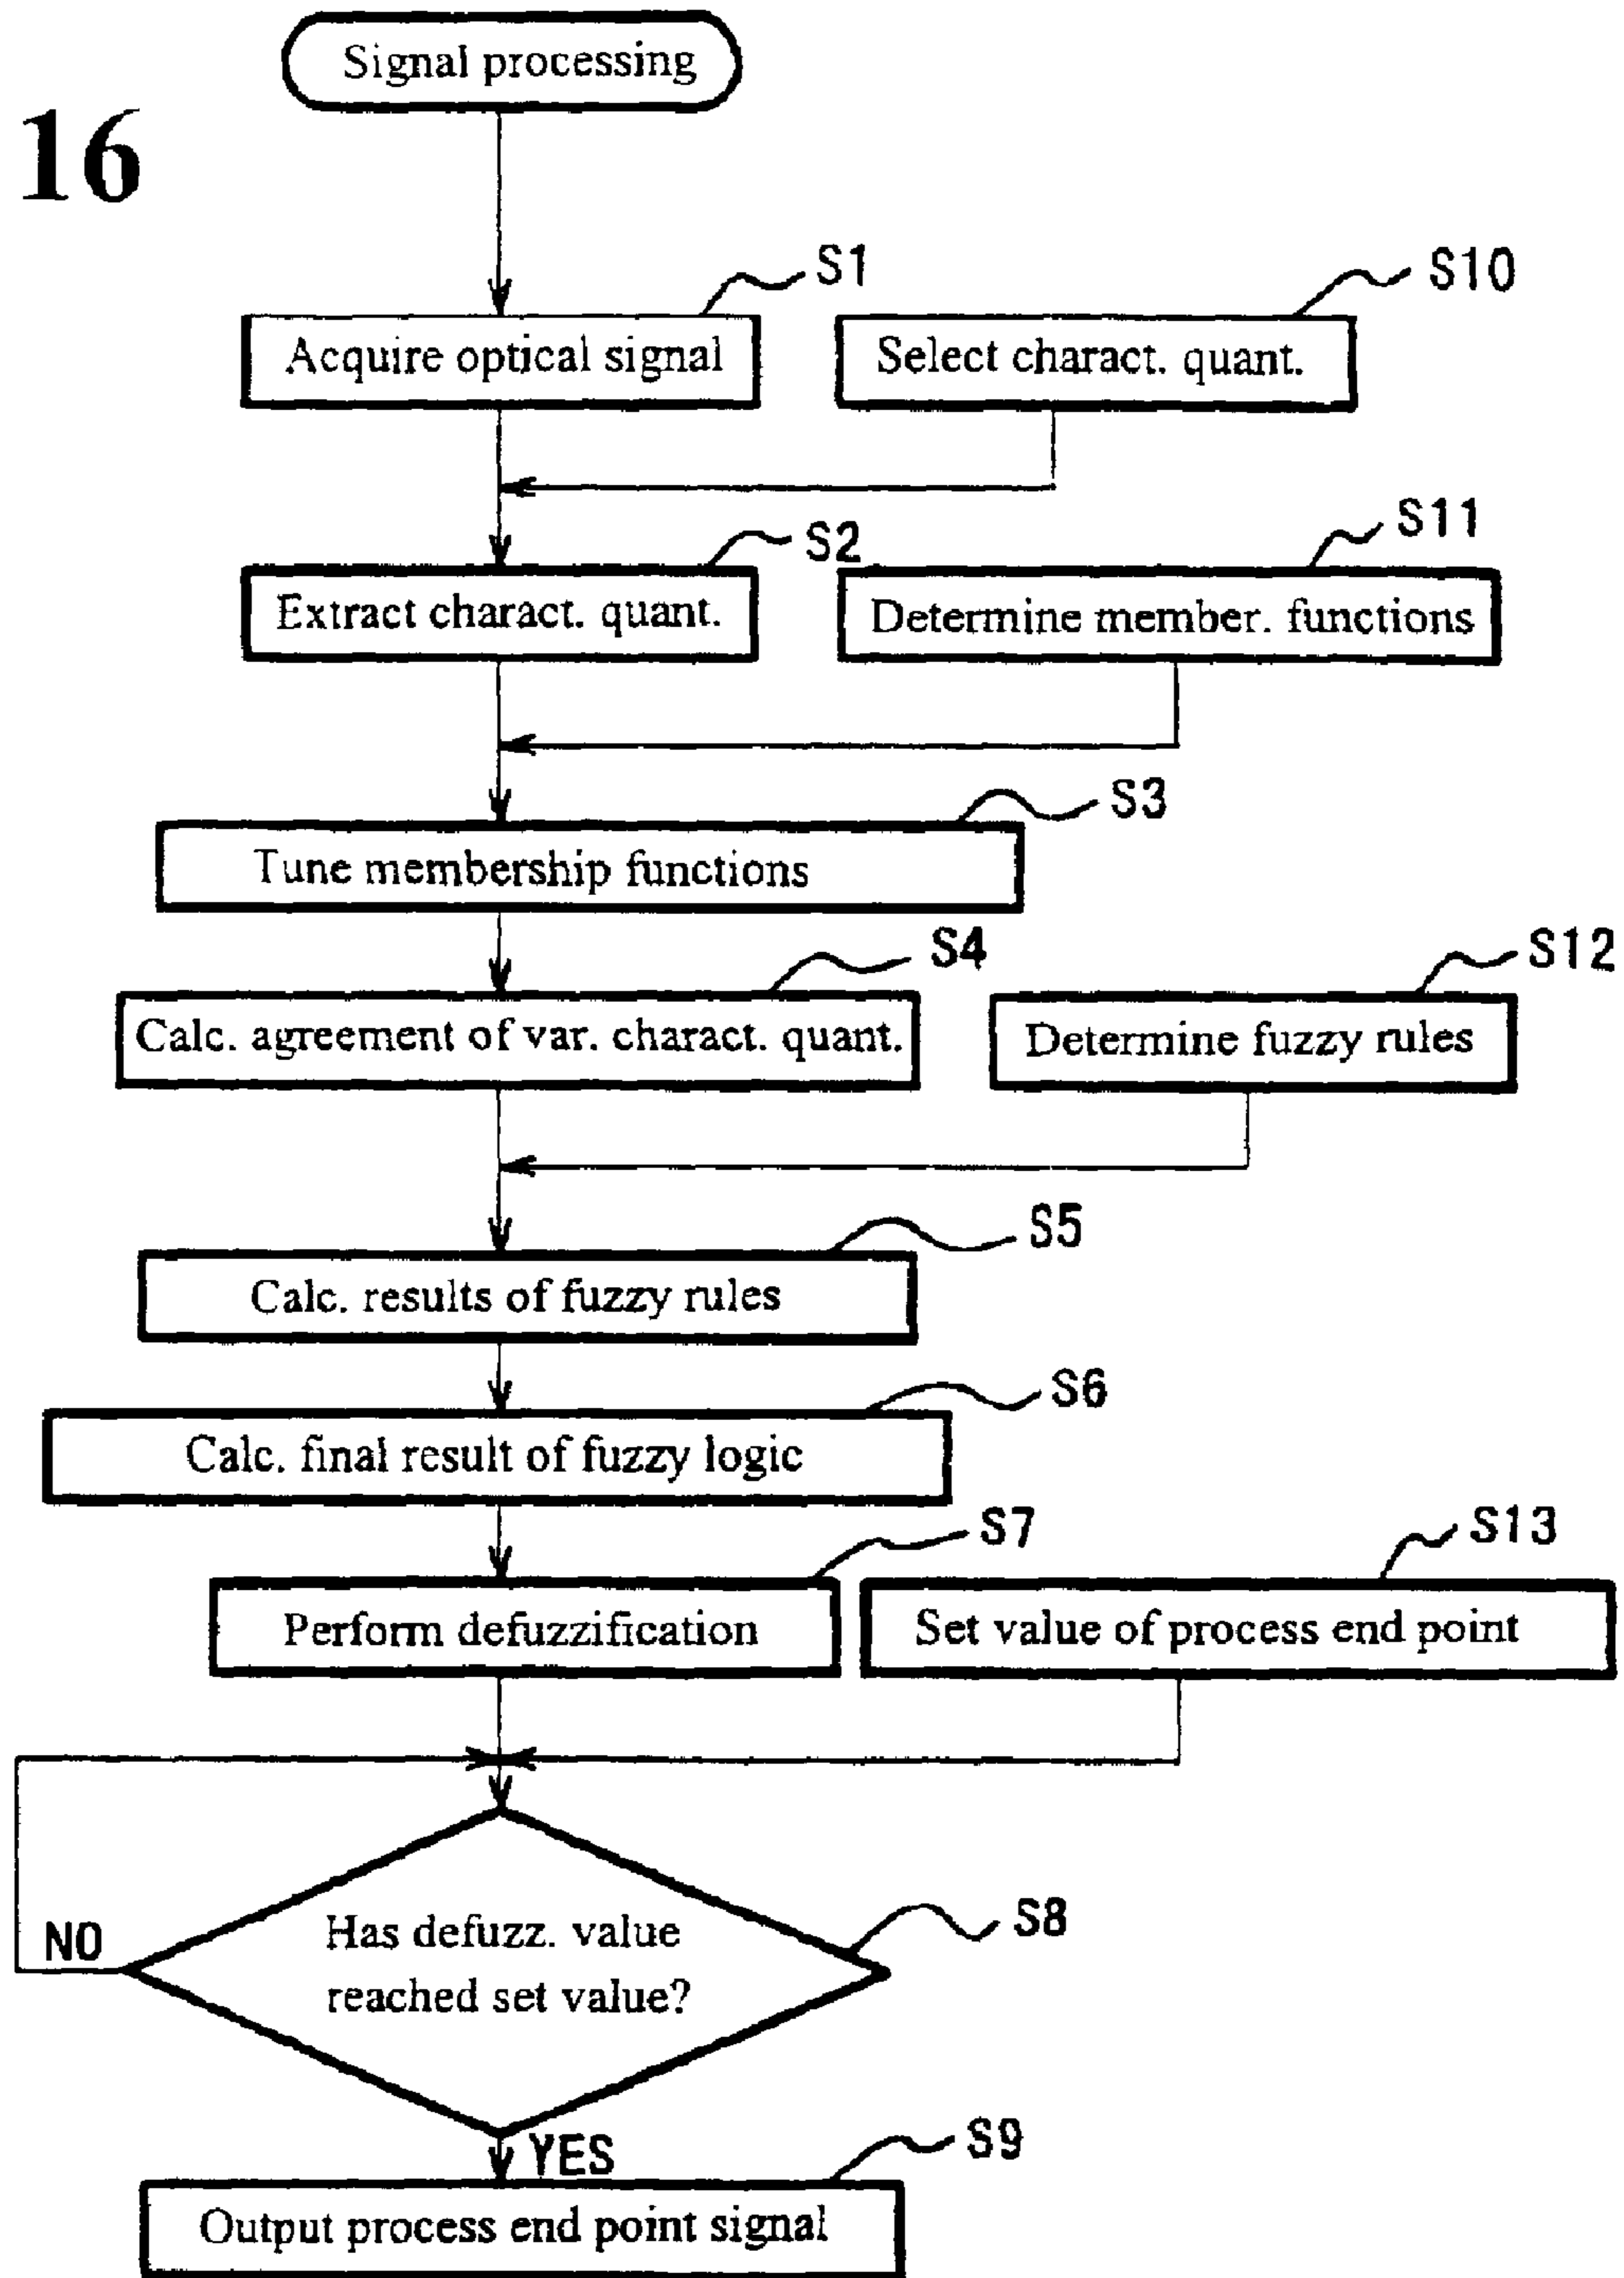 Signal processing
16
S1
S10
Acquire optical signal
Select charact. quant.
S2
S11
Extract charact. quant.
Determine member. functions
S3
Tune membership functions
S4
S12
Calc. agreement of var. charact. quant.
Determine fuzzy rules
S5
Calc. results of fuzzy rules
S6
Calc. final result of fuzzy logic
S7
S13
Perform defuzzification
Set value of process end point
S8
NO
Has defuzz. value
reached set value?
YES
S9
Output process end point signal